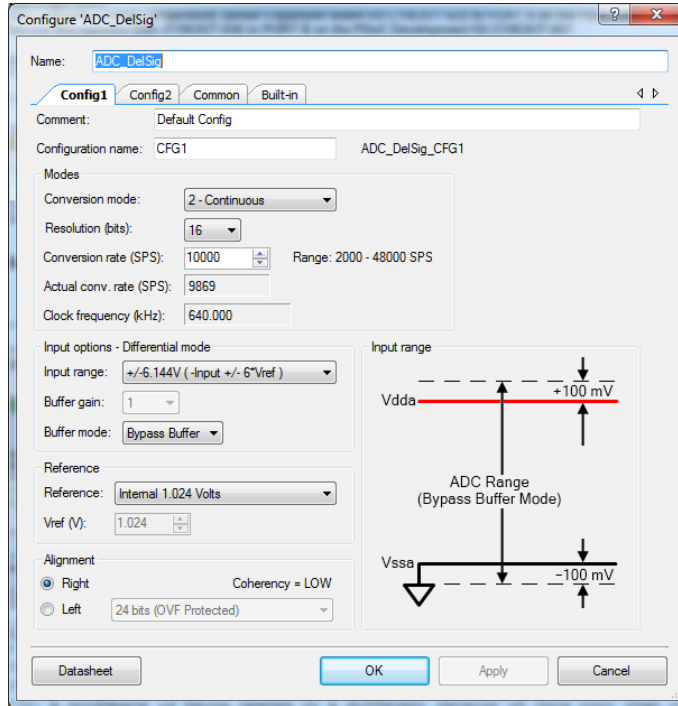 Configure 'ADC_DelSig'
Name: ADC_DelSig
Config1 Config2 Common Built-in
Comment: Default Config
Configuration name: CFG1 ADC_DelSig_CFG1
Modes
Conversion mode: 2 - Continuous
Resolution (bits): 16
Conversion rate (SPS): 10000 Range: 2000 - 48000 SPS
Actual conv. rate (SPS): 9869
Clock frequency (kHz): 640.000
Input options - Differential mode
Input range: +/-6.144V ( -Input +/- 6*Vref )
Buffer gain: 1
Buffer mode: Bypass Buffer
Reference
Reference: Internal 1.024 Volts
Vref (V): 1.024
Alignment
Right Coherency = LOW
Left 24 bits (OVF Protected)
Input range
+100 mV
Vdda
ADC Range
(Bypass Buffer Mode)
Vssa
-100 mV
Datasheet OK Apply Cancel